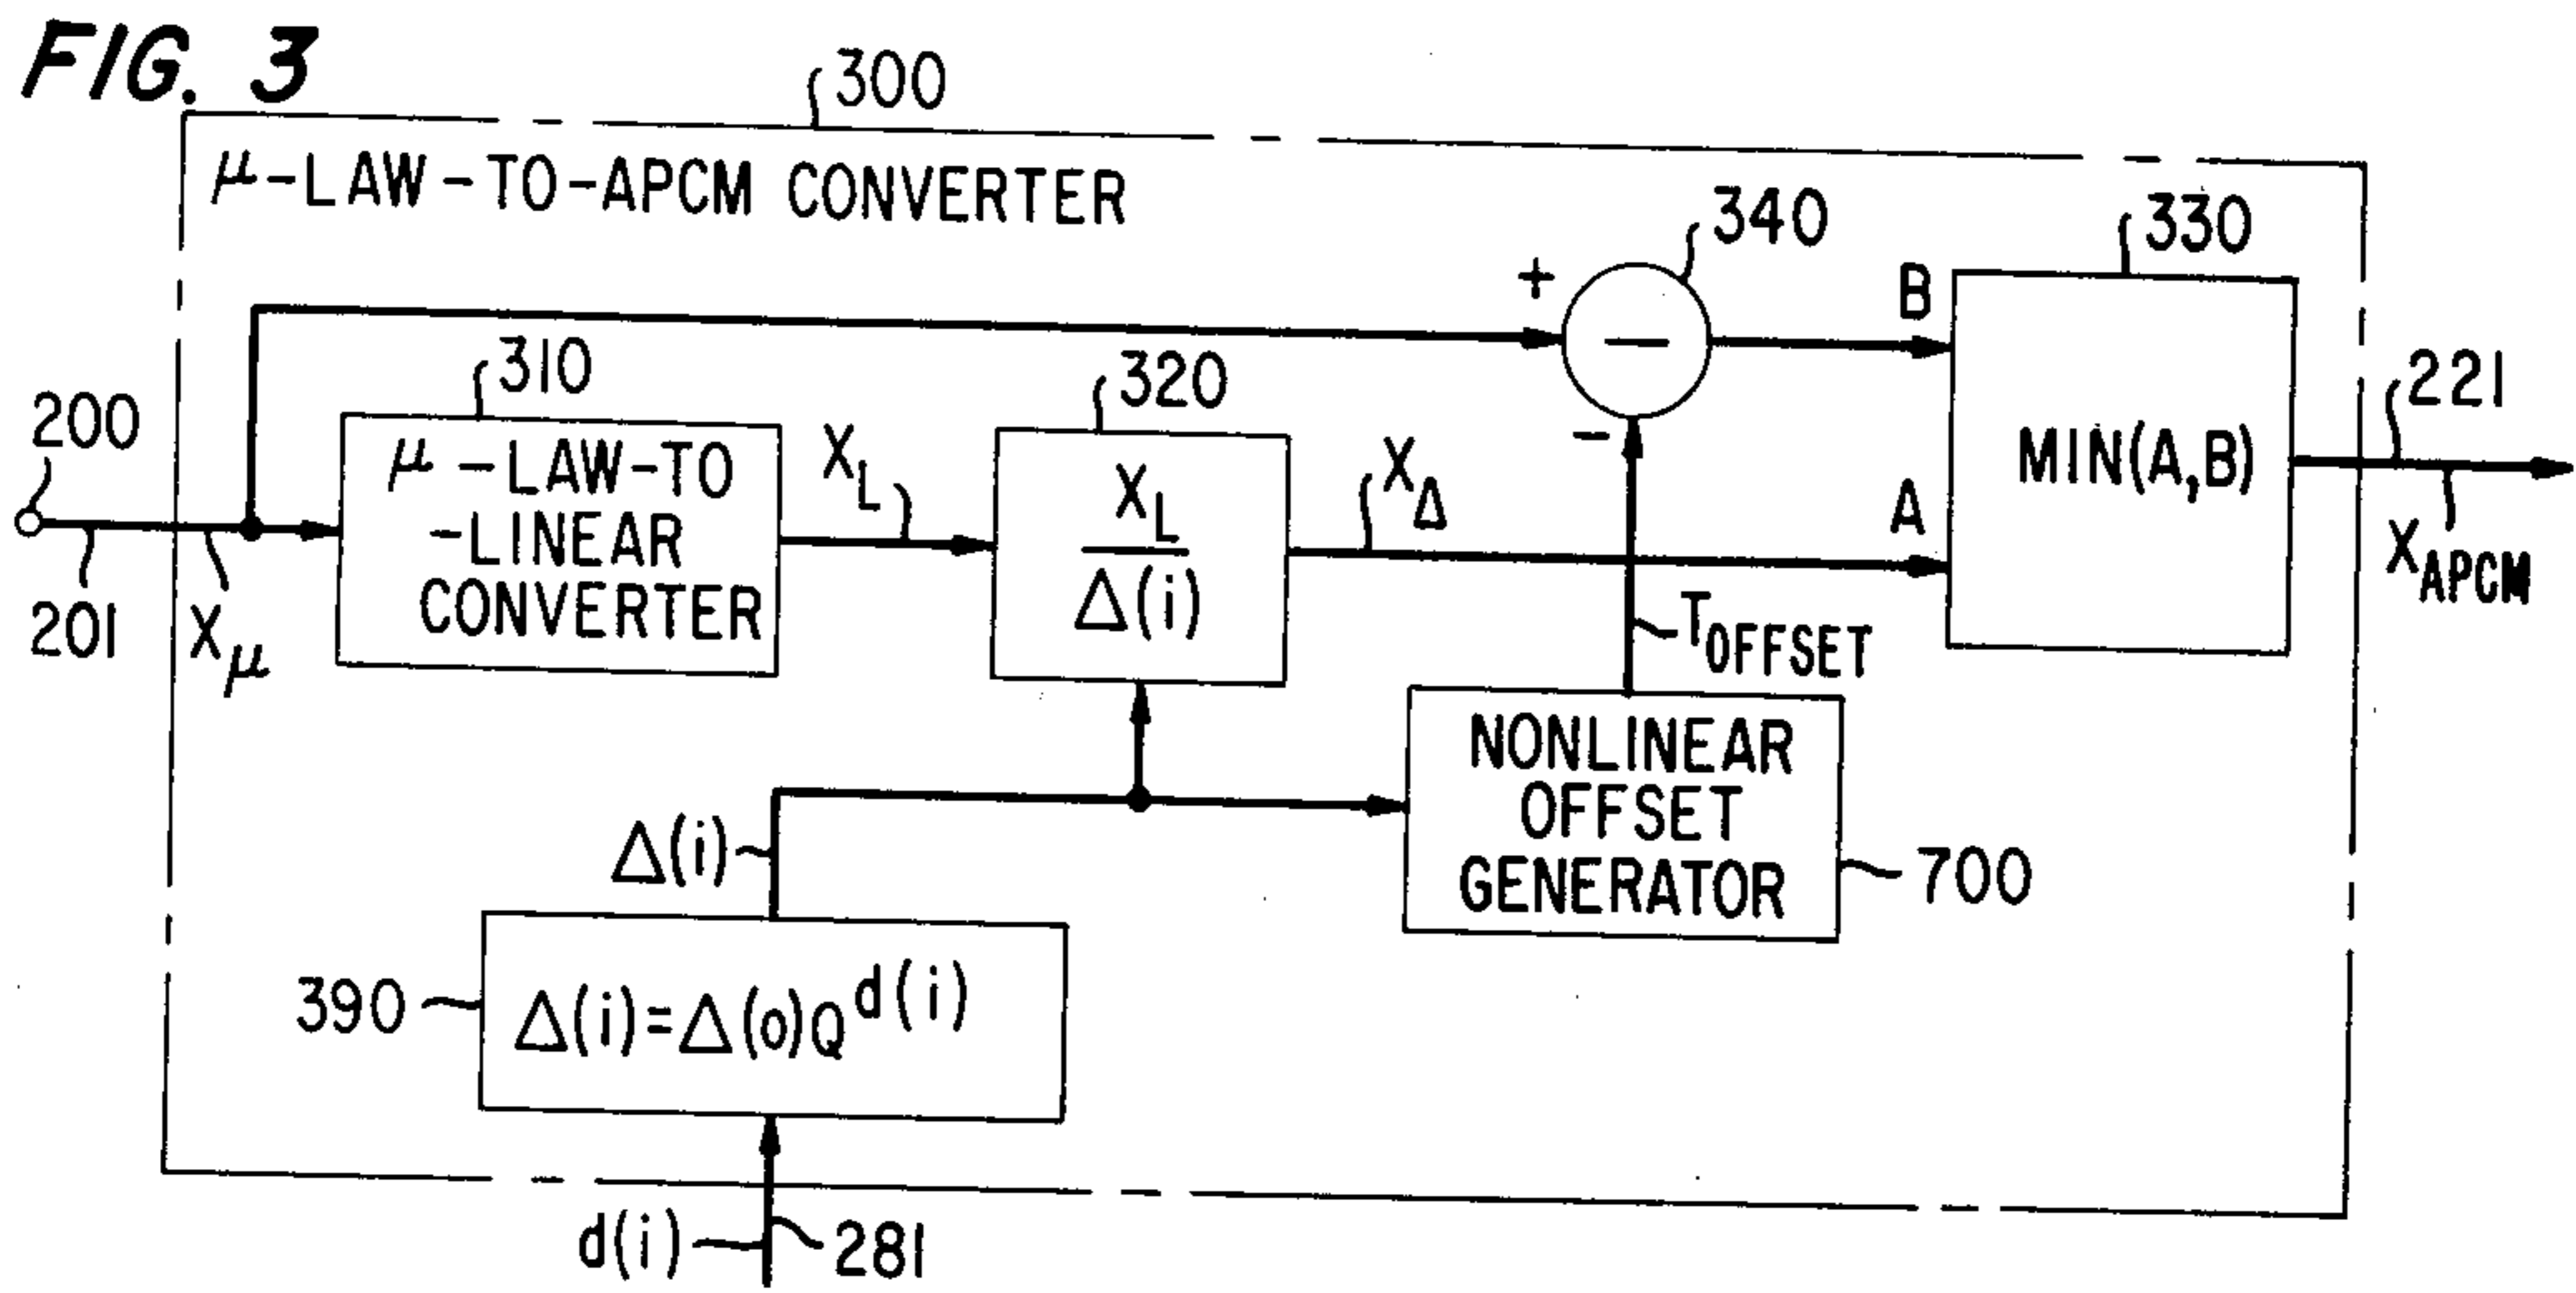 FIG. 3
300
μ-LAW-TO-APCM CONVERTER
340
330
+
B
310
320
221
200
μ-LAW-TO
-LINEAR
CONVERTER
X_L
X_L
Δ(i)
X_Δ
−
−
A
MIN(A,B)
201
X_μ
T_OFFSET
X_APCM
NONLINEAR
OFFSET
GENERATOR
700
Δ(i)
390
Δ(i)=Δ(o)Q^d(i)
d(i)
281